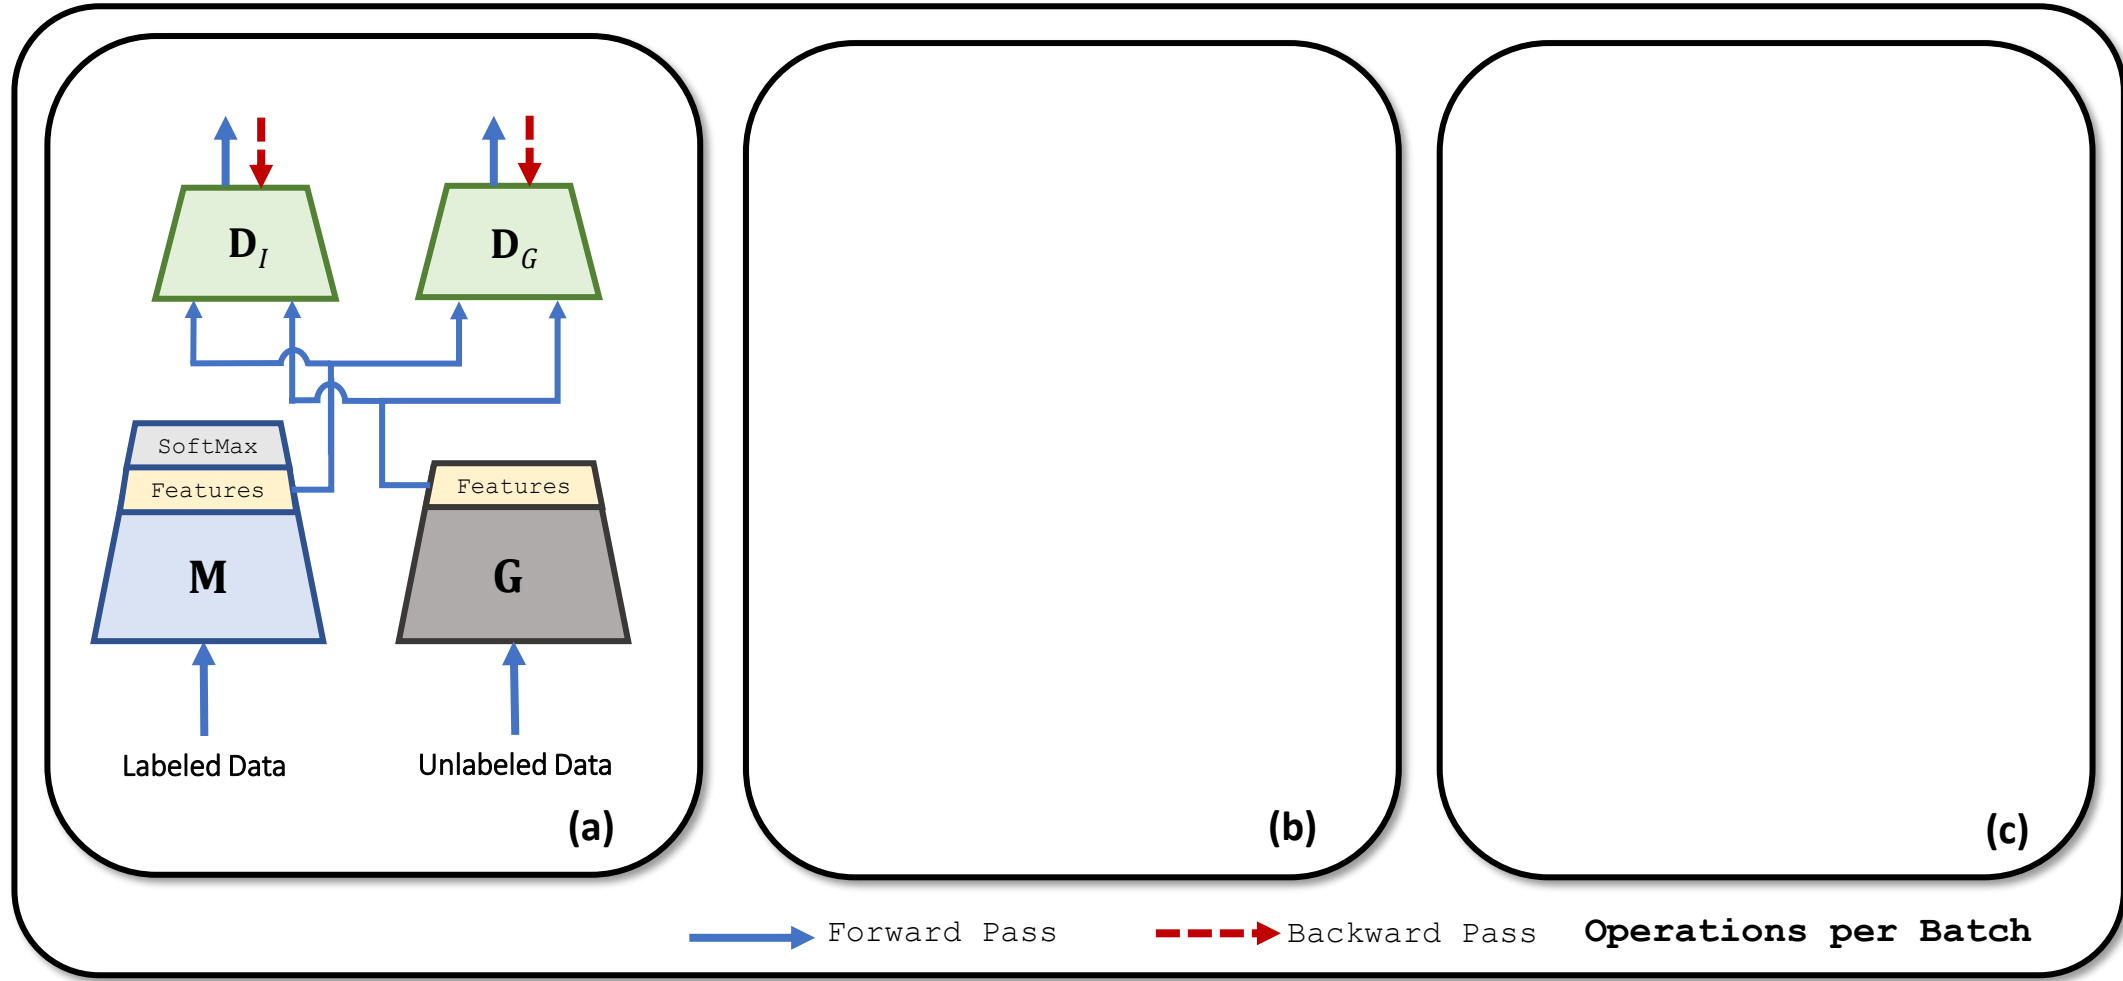 D_I
D_G
SoftMax
Features
Features
M
G
Labeled Data
Unlabeled Data
(a)
(b)
(c)
Forward Pass
Backward Pass
Operations per Batch